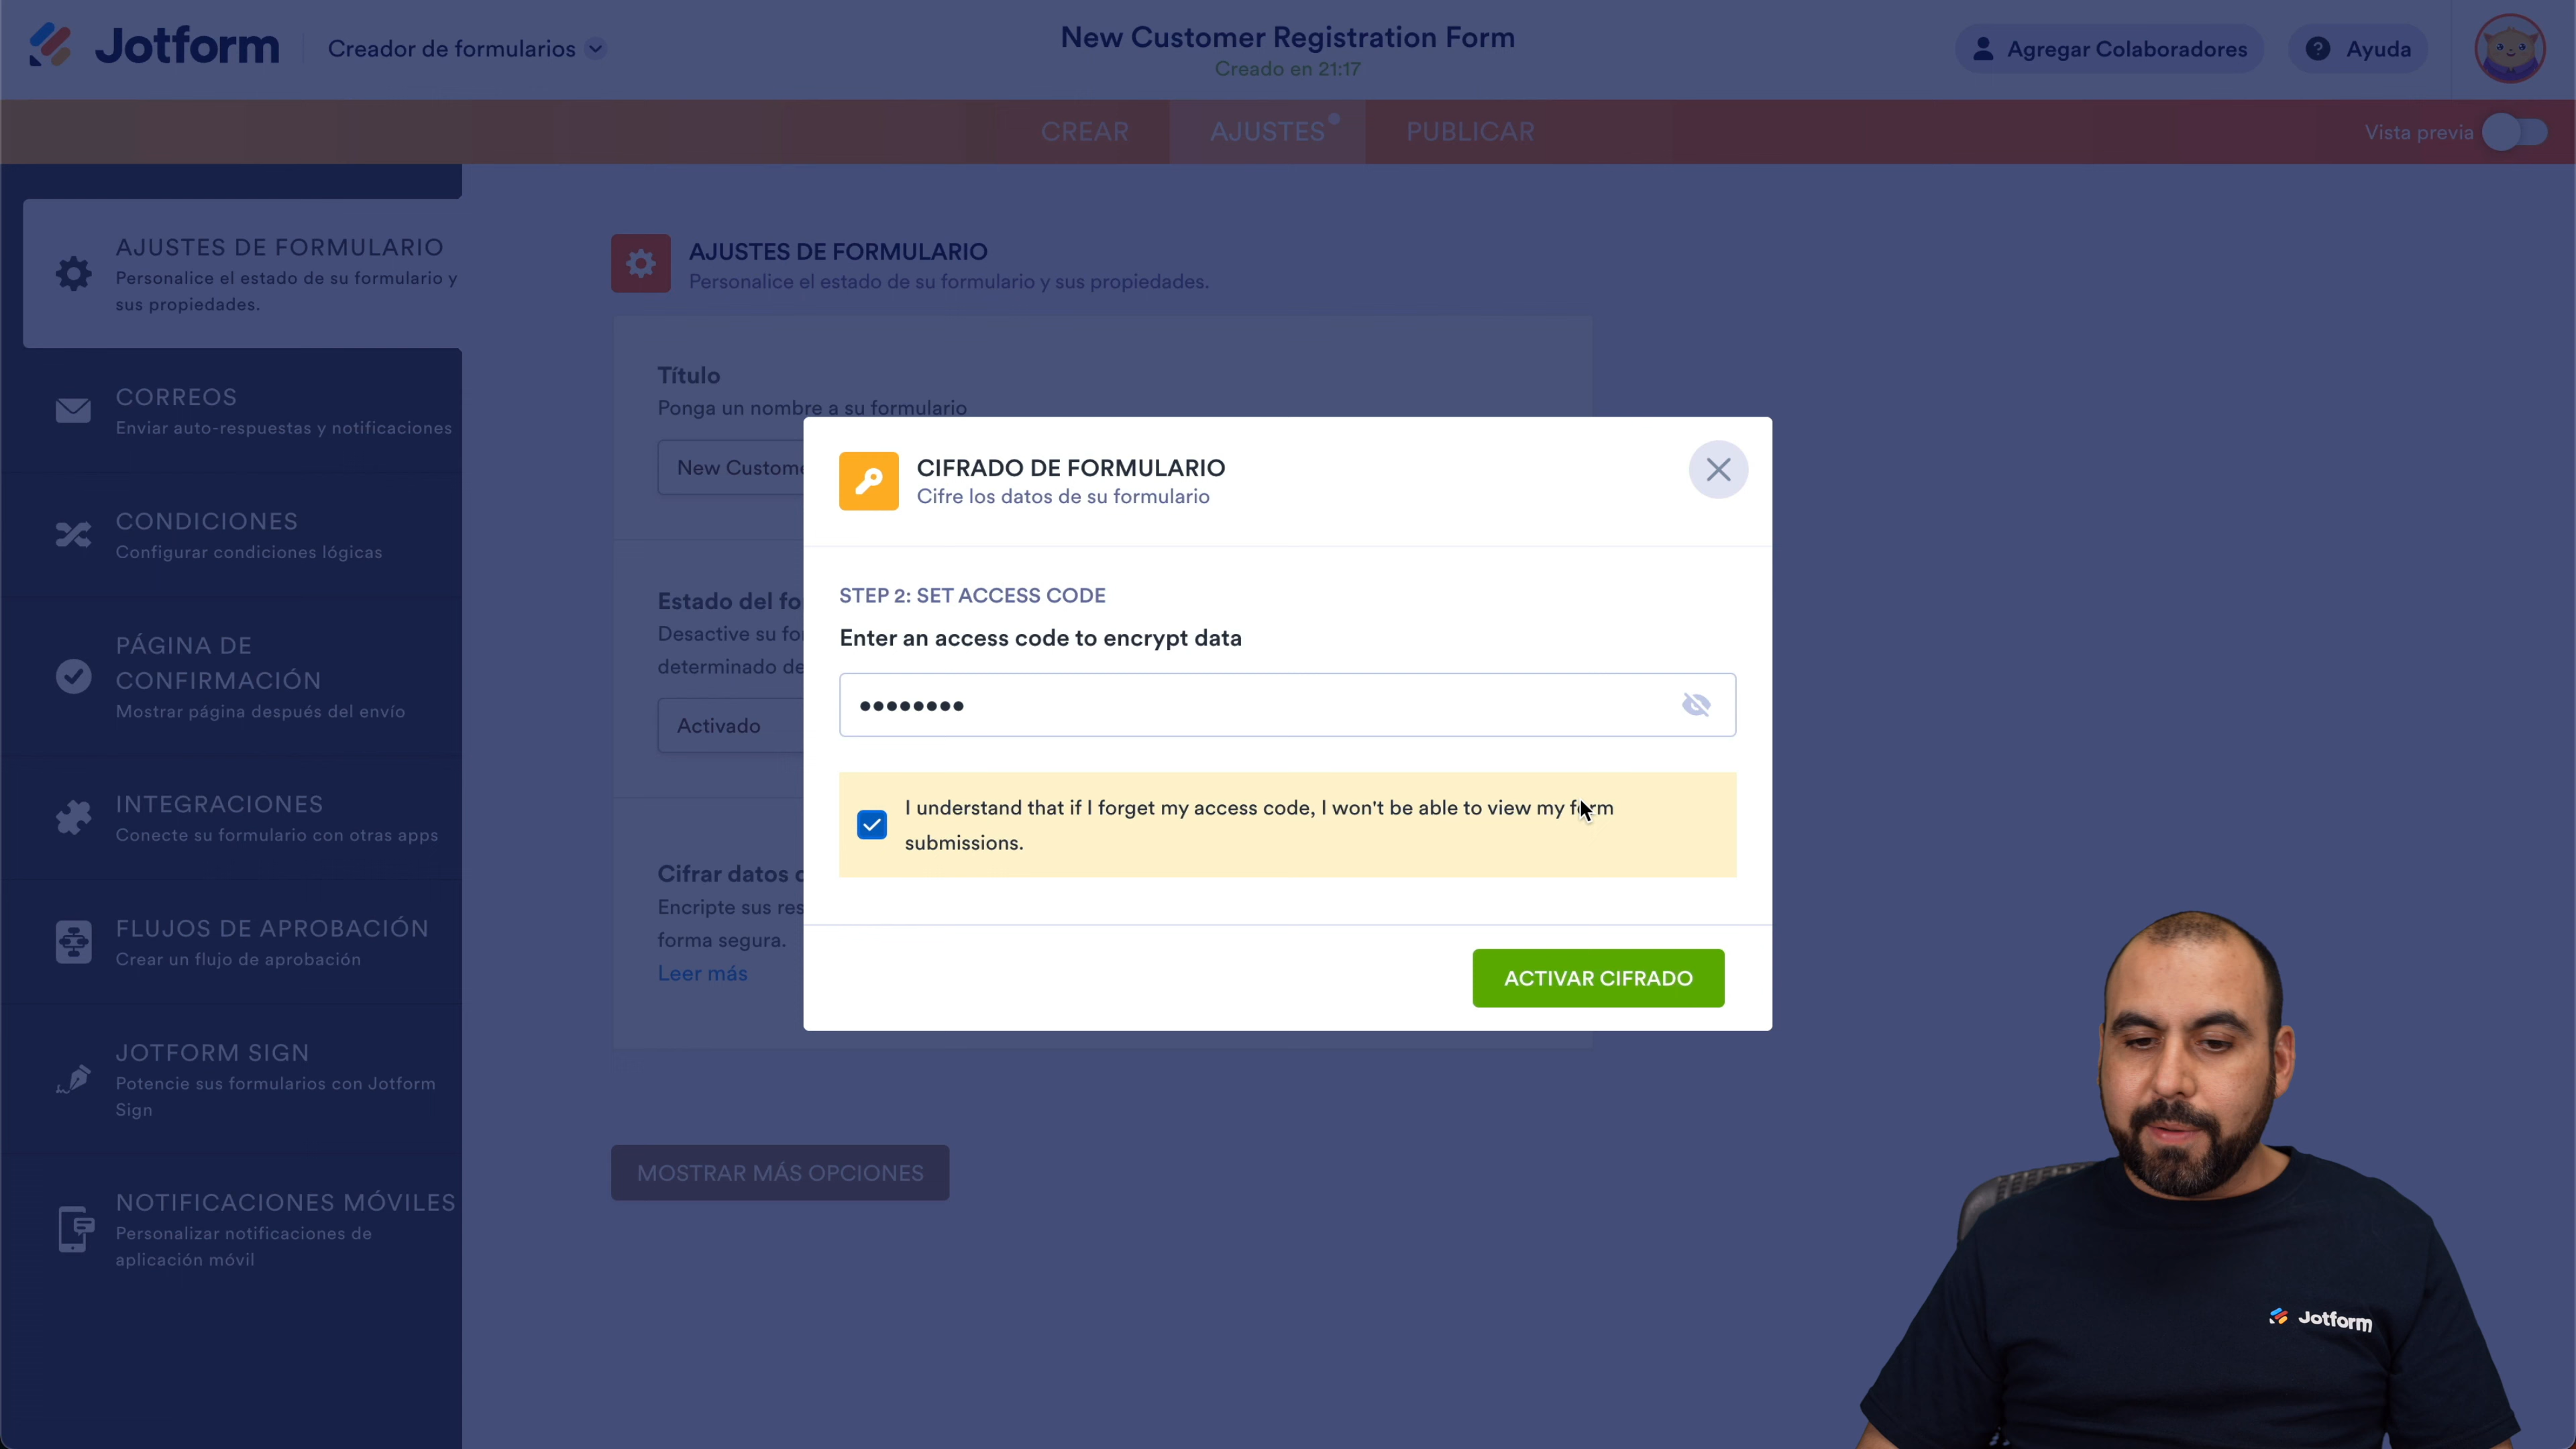 Jotform
Creador de formularios
New Customer Registration Form
Creado en 21:17
Agregar Colaboradores
Ayuda
CREAR
AJUSTES
PUBLICAR
Vista previa
AJUSTES DE FORMULARIO
Personalice el estado de su formulario y
sus propiedades.
CORREOS
Enviar auto-respuestas y notificaciones
CONDICIONES
Configurar condiciones lógicas
PÁGINA DE
CONFIRMACIÓN
Mostrar página después del envío
INTEGRACIONES
Conecte su formulario con otras apps
FLUJOS DE APROBACIÓN
Crear un flujo de aprobación
JOTFORM SIGN
Potencie sus formularios con Jotform
Sign
NOTIFICACIONES MÓVILES
Personalizar notificaciones de
aplicación móvil
AJUSTES DE FORMULARIO
Personalice el estado de su formulario y sus propiedades.
Título
Ponga un nombre a su formulario
New Custome
Estado del fo
Desactive su fo
determinado de
Activado
Cifrar datos
Encripte sus res
forma segura.
Leer más
MOSTRAR MÁS OPCIONES
CIFRADO DE FORMULARIO
Cifre los datos de su formulario
STEP 2: SET ACCESS CODE
Enter an access code to encrypt data
I understand that if I forget my access code, I won't be able to view my form
submissions.
ACTIVAR CIFRADO
Jotform